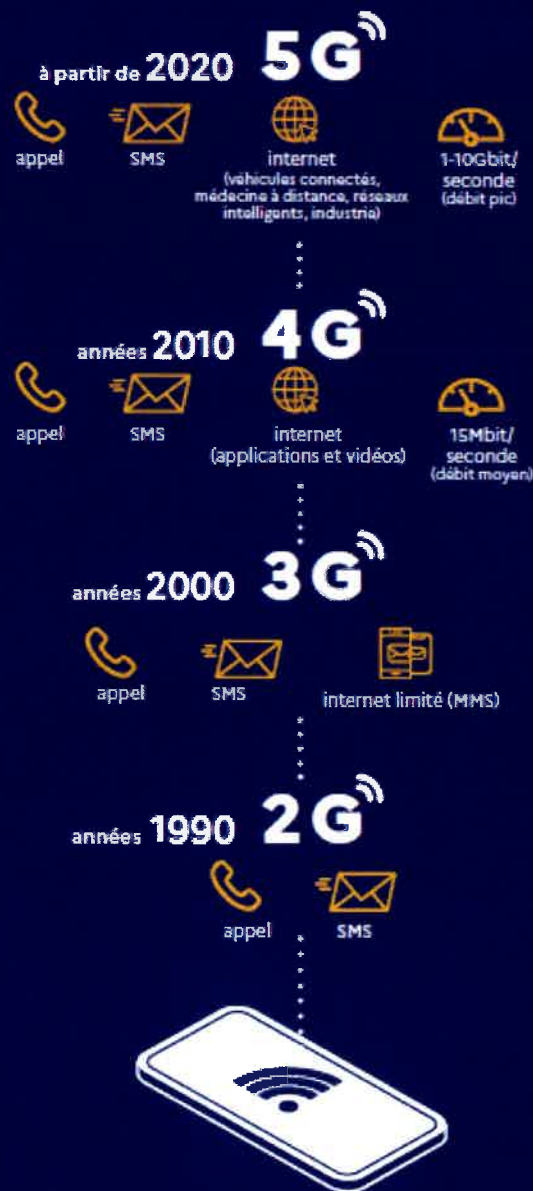 à partir de 2020 5G
appel
SMS
internet
(véhicules connectés,
médecine à distance, réseaux
intelligents, industrie)
1-10Gbit/
seconde
(débit pic)
années 2010 4G
appel
SMS
internet
(applications et vidéos)
15Mbit/
seconde
(débit moyen)
années 2000 3G
appel
SMS
internet limité (MMS)
années 1990 2G
appel
SMS